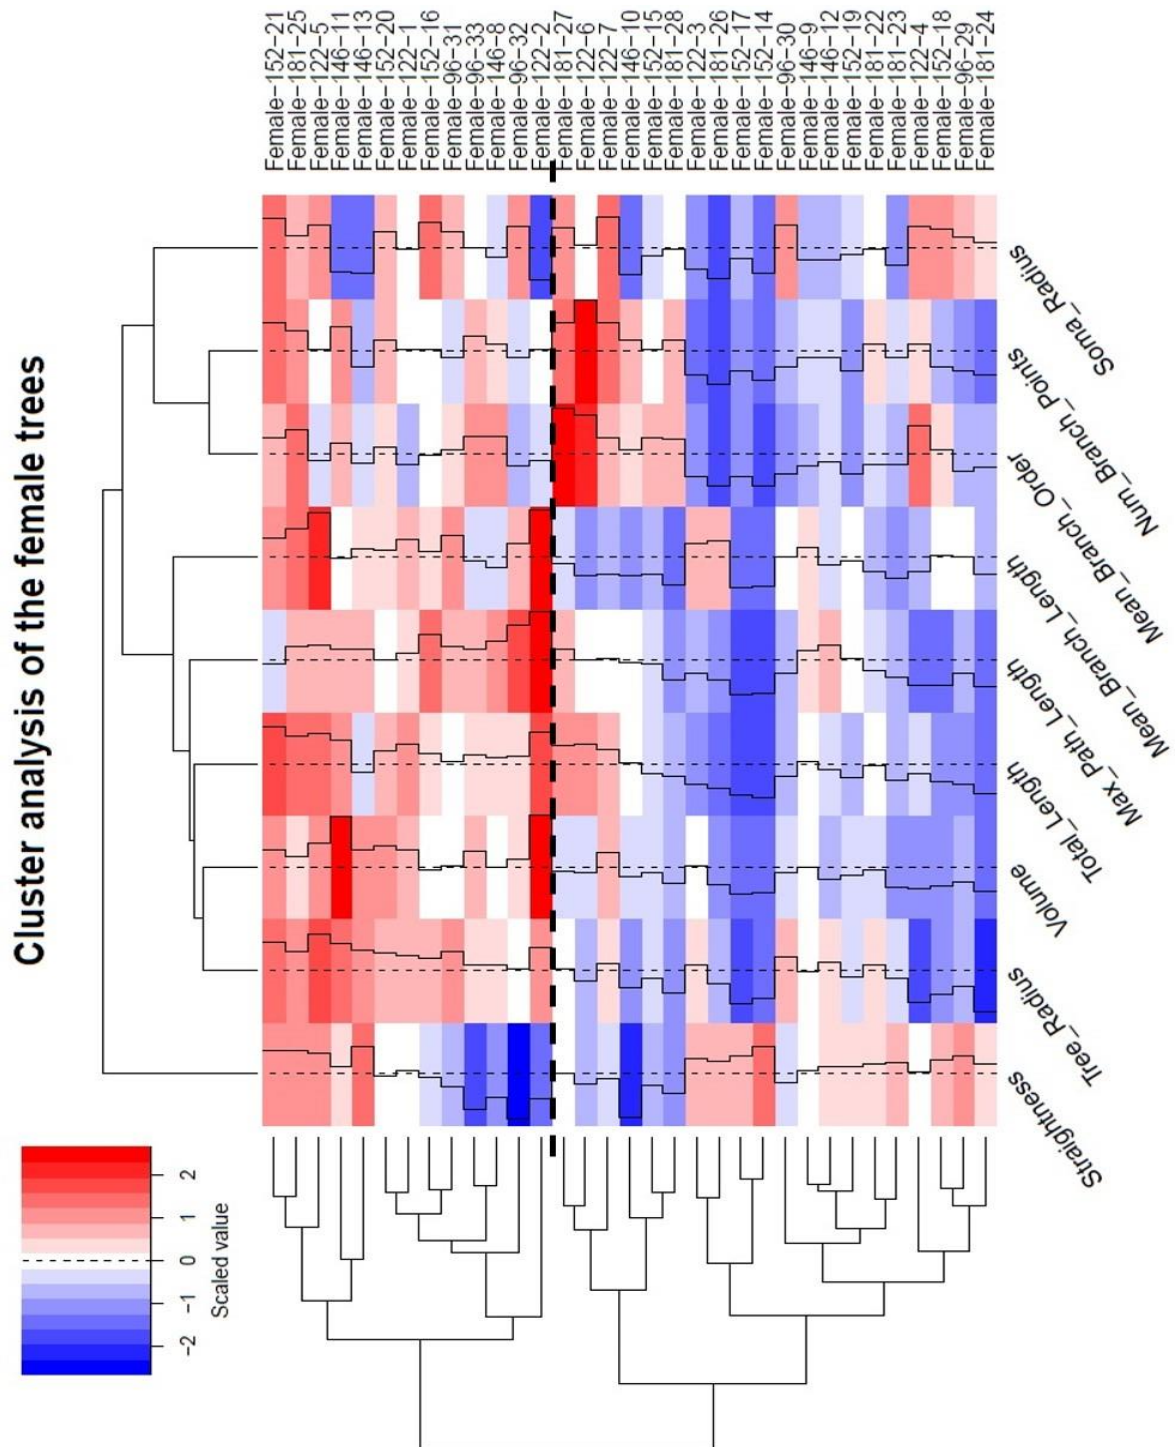 Cluster analysis of the female trees
Female-152-21
Female-181-25
Female-122-5
Female-146-11
Female-146-13
Female-152-20
Female-122-1
Female-152-16
Female-96-31
Female-96-33
Female-146-8
Female-96-32
Female-122-2
Female-181-27
Female-122-6
Female-122-7
Female-146-10
Female-152-15
Female-181-28
Female-122-3
Female-181-26
Female-152-17
Female-152-14
Female-96-30
Female-146-9
Female-146-12
Female-152-19
Female-181-22
Female-181-23
Female-122-4
Female-152-18
Female-96-29
Female-181-24
Soma_Radius
Num_Branch_Points
Mean_Branch_Order
Mean_Branch_Length
Max_Path_Length
Total_Length
Volume
Tree_Radius
Straightness
2
1
0
-1
-2
Scaled value